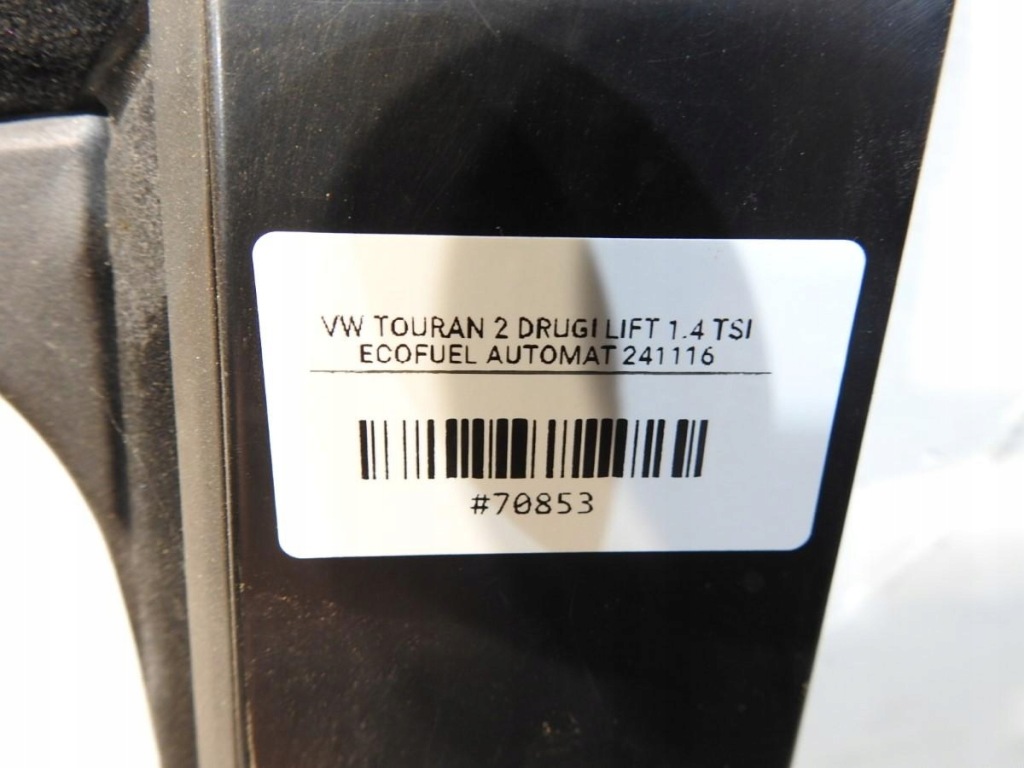 VW TOURAN 2 DRUGI LIFT 1.4 TSI
ECOFUEL AUTOMAT 241116
#70853